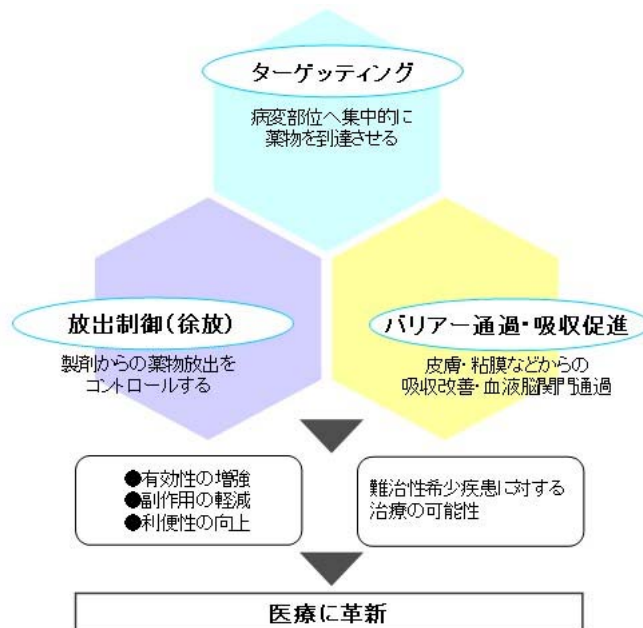 ターゲッティング
病変部位へ集中的に
薬物を到達させる
放出制御(徐放)
製剤からの薬物放出を
コントロールする
バリアー通過・吸収促進
皮膚・粘膜などからの
吸収改善・血液脳関門通過
●有効性の増強
●副作用の軽減
●利便性の向上
難治性希少疾患に対する
治療の可能性
医療に革新